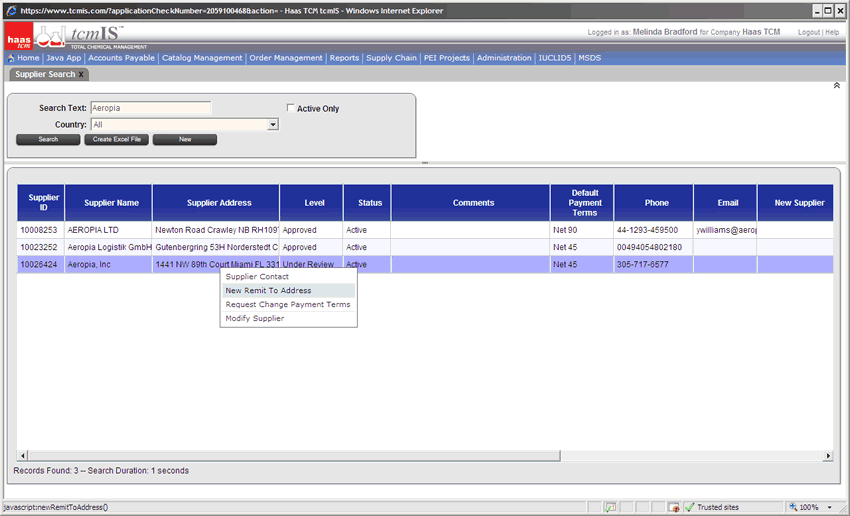 https://www.tcmis.com/?applicationCheckNumber=2059100468&action= - Haas TCM tcmIS - Windows Internet Explorer
haas tcm tcmIS™
TOTAL CHEMICAL MANAGEMENT
Logged in as: Melinda Bradford for Company Haas TCM Logout | Help
Home | Java App | Accounts Payable | Catalog Management | Order Management | Reports | Supply Chain | PEI Projects | Administration | IUCLID5 | MSDS
Supplier Search x
Search Text: Aeropia Active Only
Country: All
Search Create Excel File New
Supplier ID Supplier Name Supplier Address Level Status Comments Default Payment Terms Phone Email New Supplier
10008253 AEROPIA LTD Newton Road Crawley NB RH109T Approved Active Net 90 44-1293-459500 ywilliams@aerop
10023252 Aeropia Logistik GmbH Gutenbergring 53H Norderstedt C Approved Active Net 45 00494054802180
10026424 Aeropia, Inc 1441 NW 89th Court Miami FL 331 Under Review Active Net 45 305-717-6577
Supplier Contact
New Remit To Address
Request Change Payment Terms
Modify Supplier
Records Found: 3 -- Search Duration: 1 seconds
javascript:newRemitToAddress() Trusted sites 100%